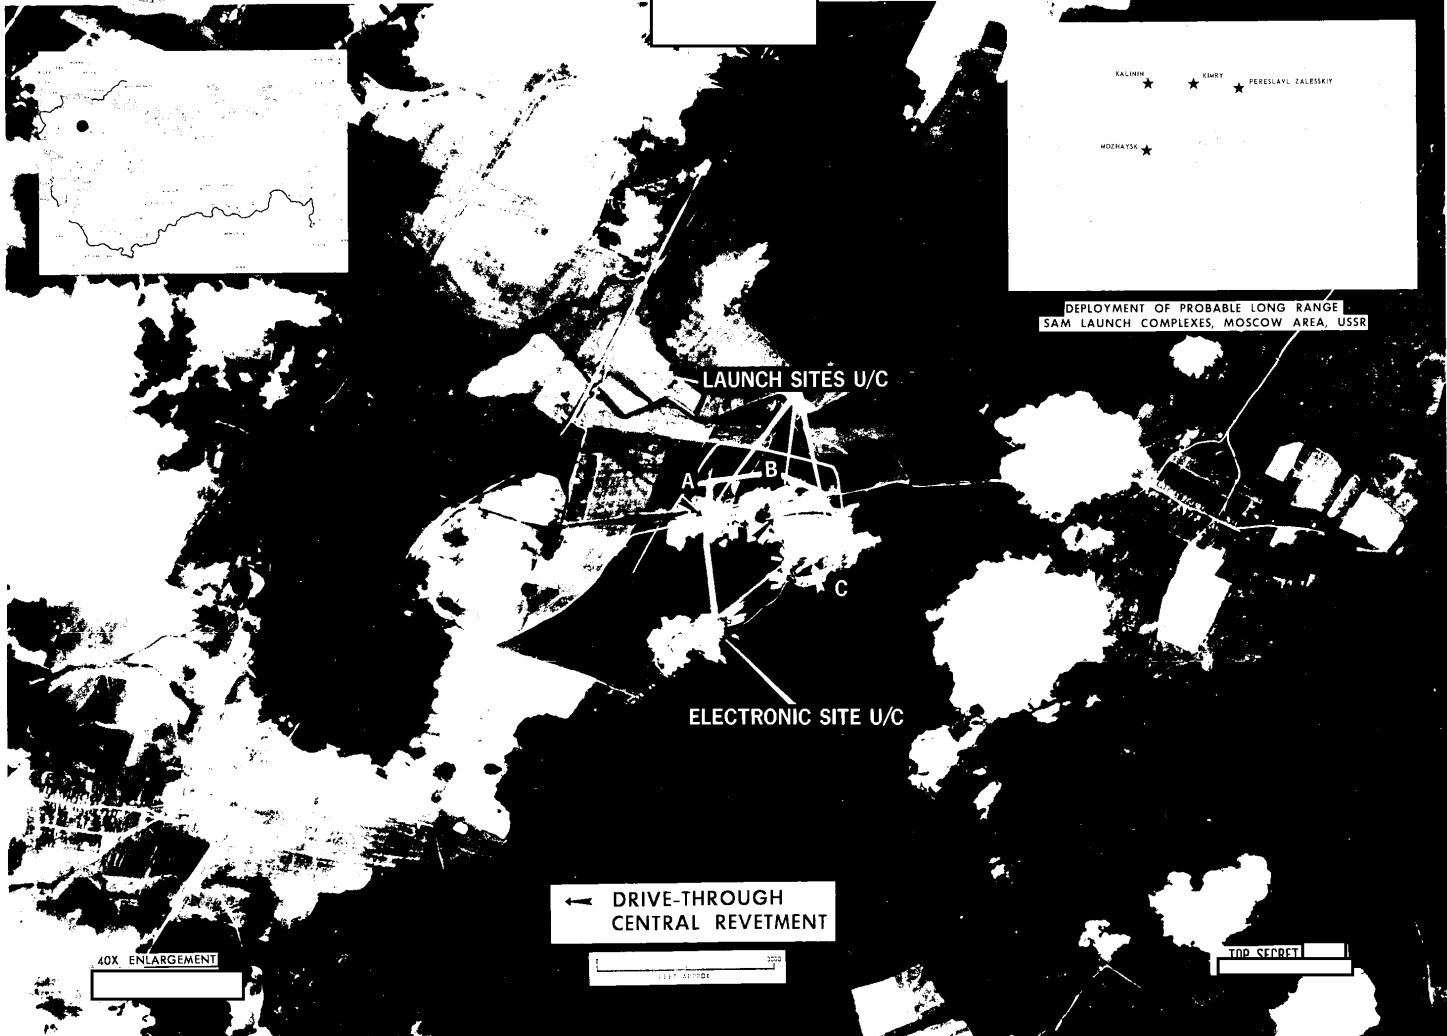 KALININ
KIMRY
PERESLAVL ZALESSKIY
MOZHAYSK
DEPLOYMENT OF PROBABLE LONG RANGE
SAM LAUNCH COMPLEXES, MOSCOW AREA, USSR
LAUNCH SITES U/C
A
B
C
ELECTRONIC SITE U/C
DRIVE-THROUGH
CENTRAL REVETMENT
40X ENLARGEMENT
TOP SECRET